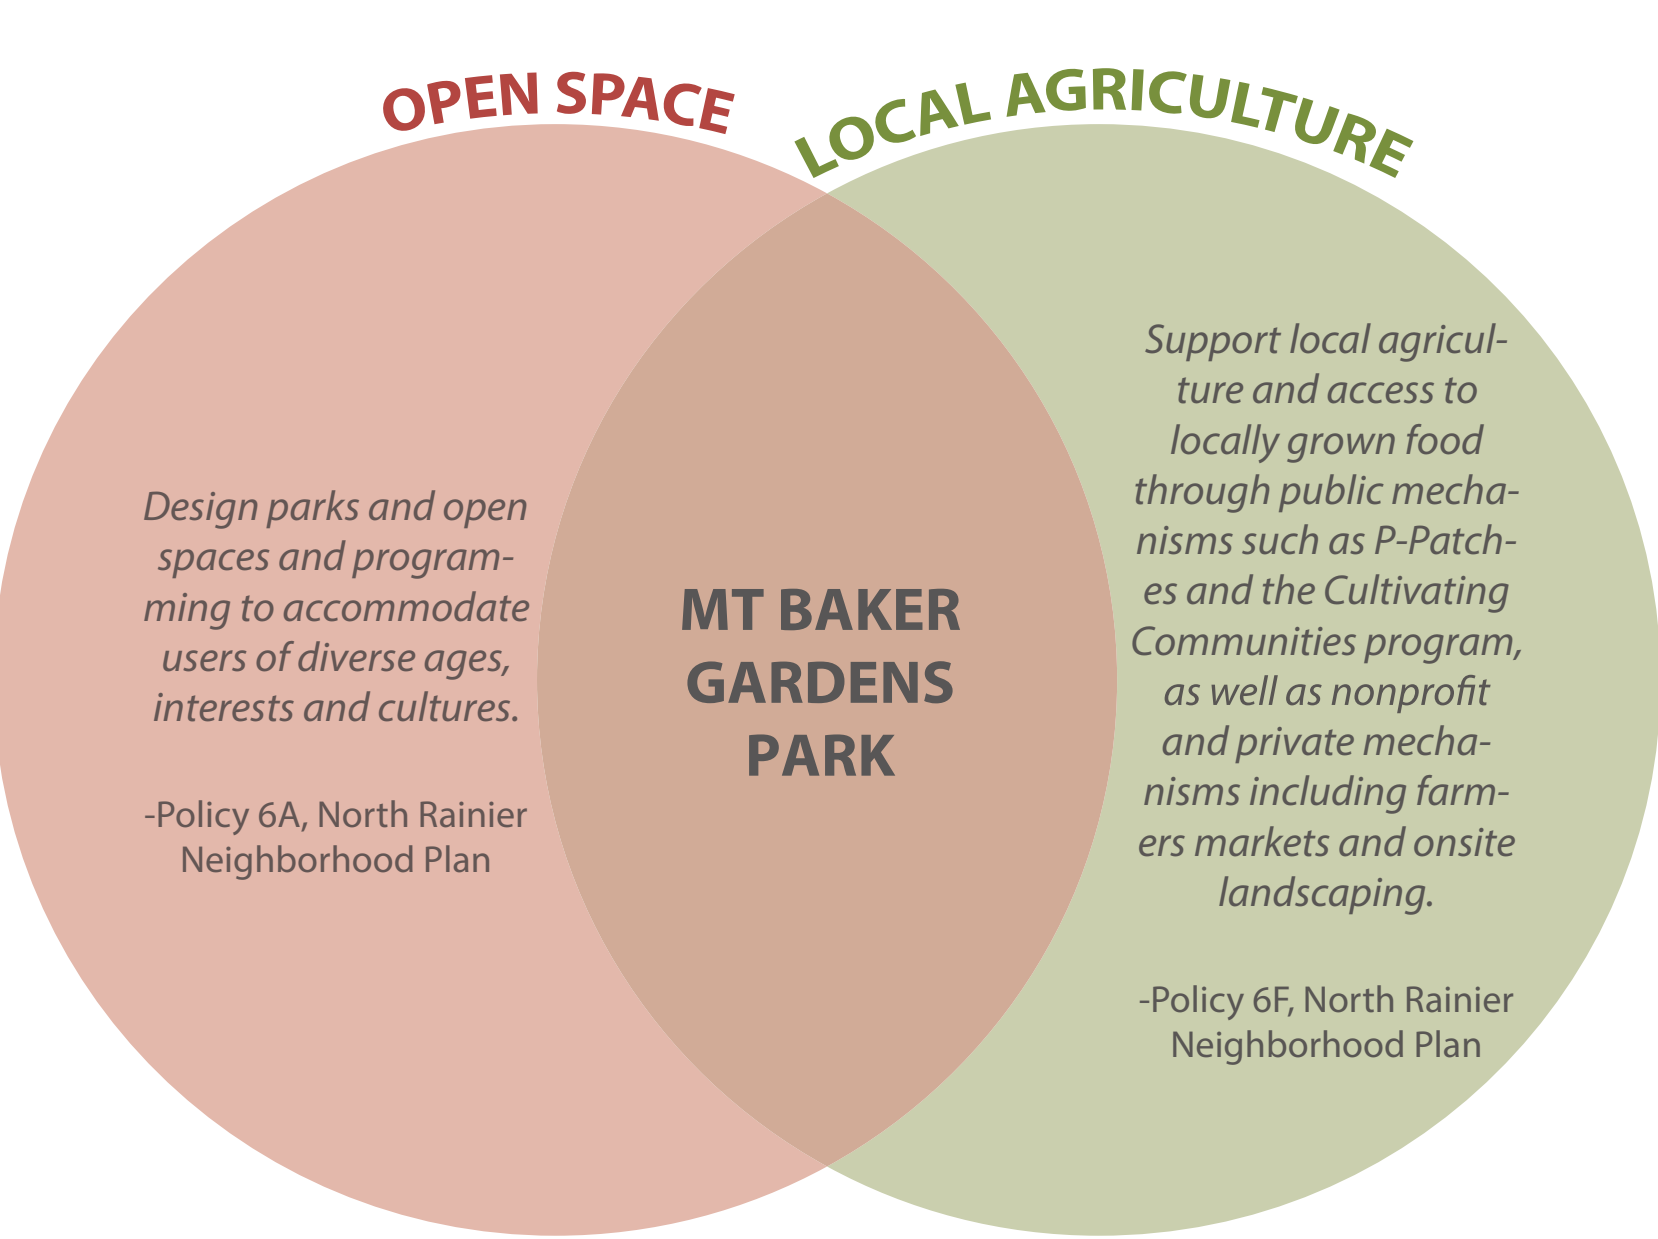 OPEN SPACE
LOCAL AGRICULTURE
Design parks and open
spaces and program-
ming to accommodate
users of diverse ages,
interests and cultures.
-Policy 6A, North Rainier
Neighborhood Plan
MT BAKER
GARDENS
PARK
Support local agricul-
ture and access to
locally grown food
through public mecha-
nisms such as P-Patch-
es and the Cultivating
Communities program,
as well as nonprofit
and private mecha-
nisms including farm-
ers markets and onsite
landscaping.
-Policy 6F, North Rainier
Neighborhood Plan